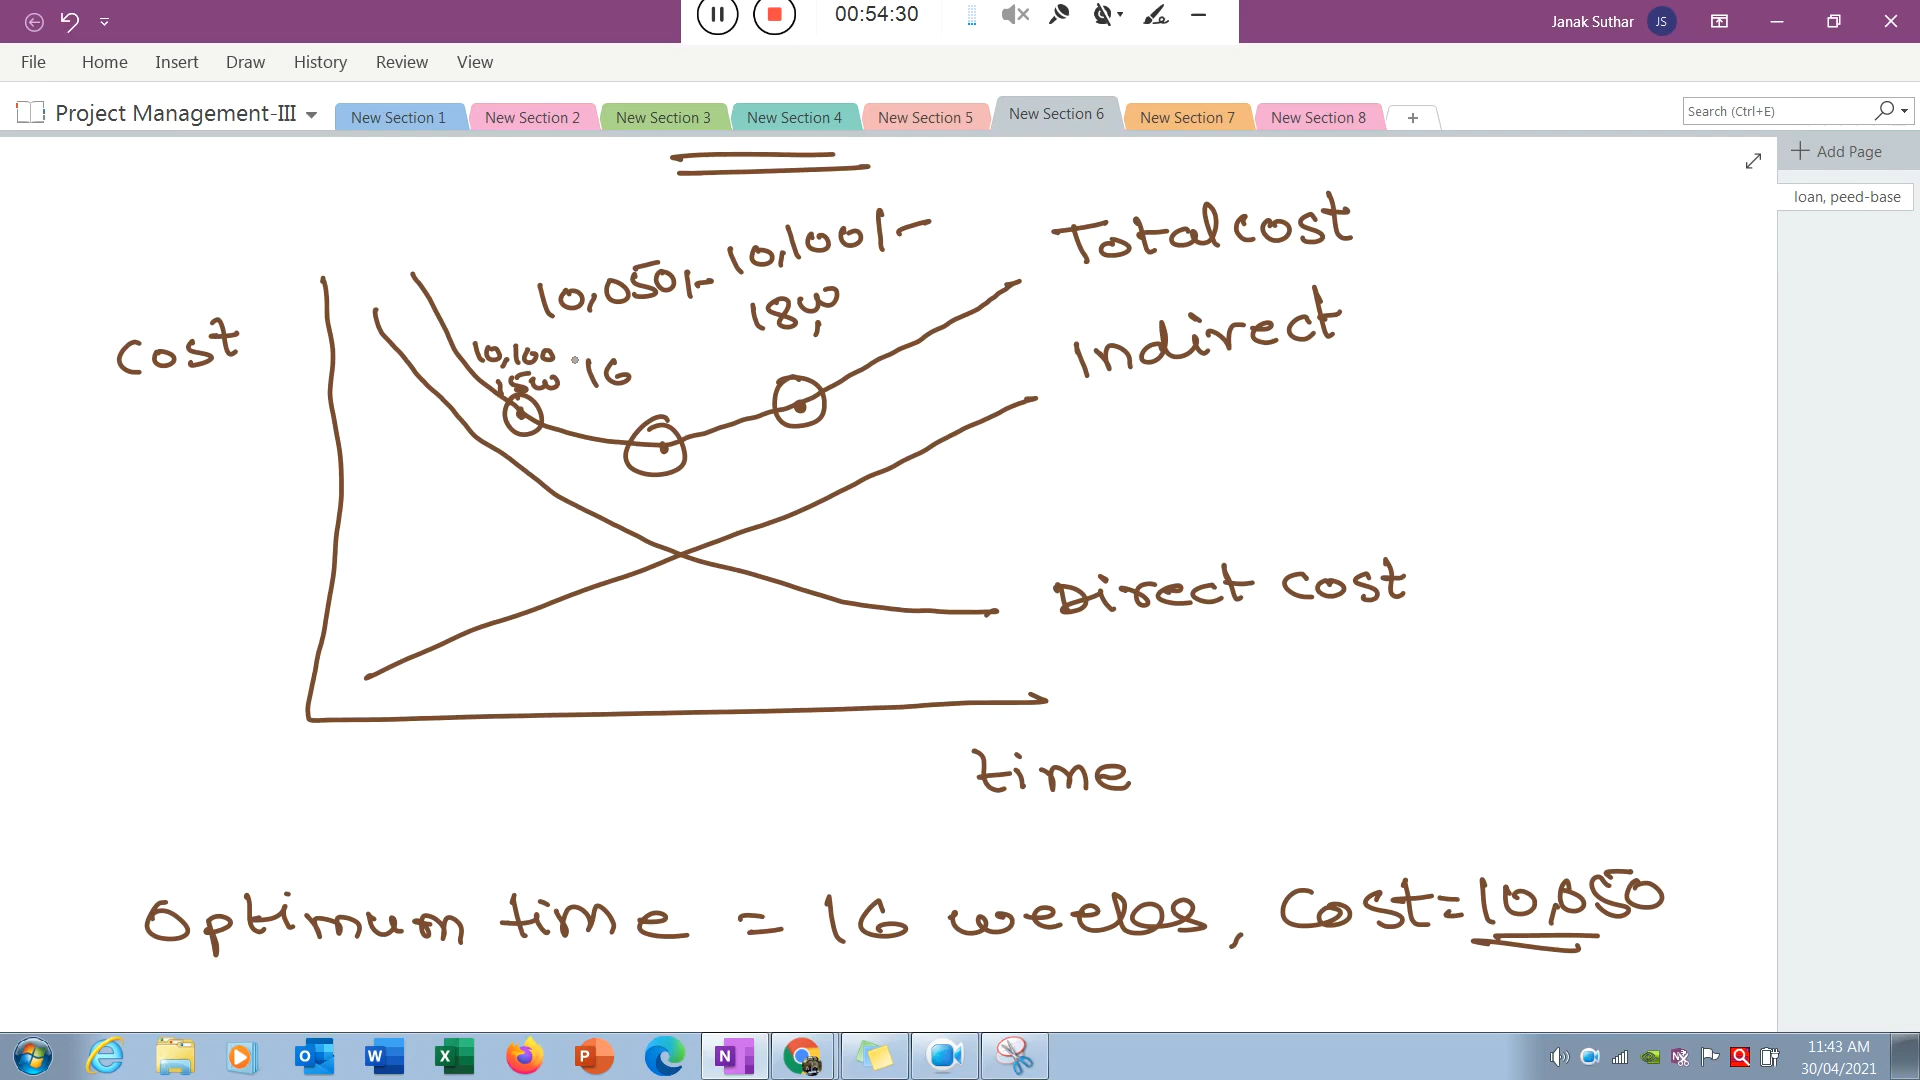 00:54:30
Janak Suthar
JS
File Home Insert Draw History Review View
Project Management-III
New Section 1 New Section 2 New Section 3 New Section 4 New Section 5 New Section 6 New Section 7 New Section 8 +
Search (Ctrl+E)
Add Page
loan, peed-base
Total cost
10,050/- 10,100/-
18w
Indirect
Cost
10,100
15w
16
Direct cost
time
Optimum time = 16 weeks, Cost = 10,050
11:43 AM
30/04/2021